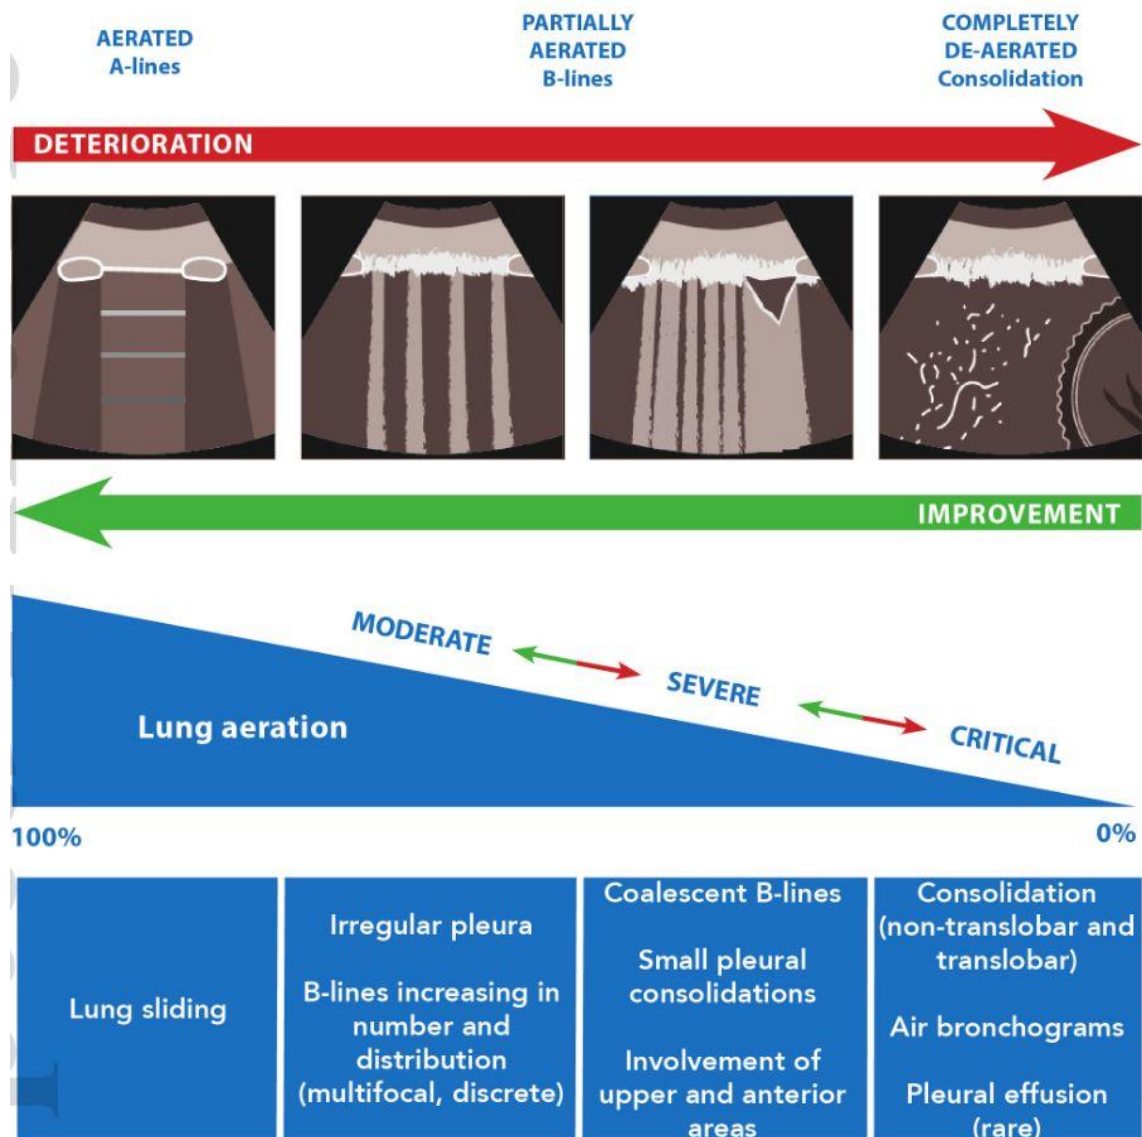 AERATED
A-lines
PARTIALLY
AERATED
B-lines
COMPLETELY
DE-AERATED
Consolidation
DETERIORATION
IMPROVEMENT
MODERATE
SEVERE
CRITICAL
Lung aeration
100%
0%
Lung sliding
Irregular pleura
B-lines increasing in
number and
distribution
(multifocal, discrete)
Coalescent B-lines
Small pleural
consolidations
Involvement of
upper and anterior
areas
Consolidation
(non-translobar and
translobar)
Air bronchograms
Pleural effusion
(rare)